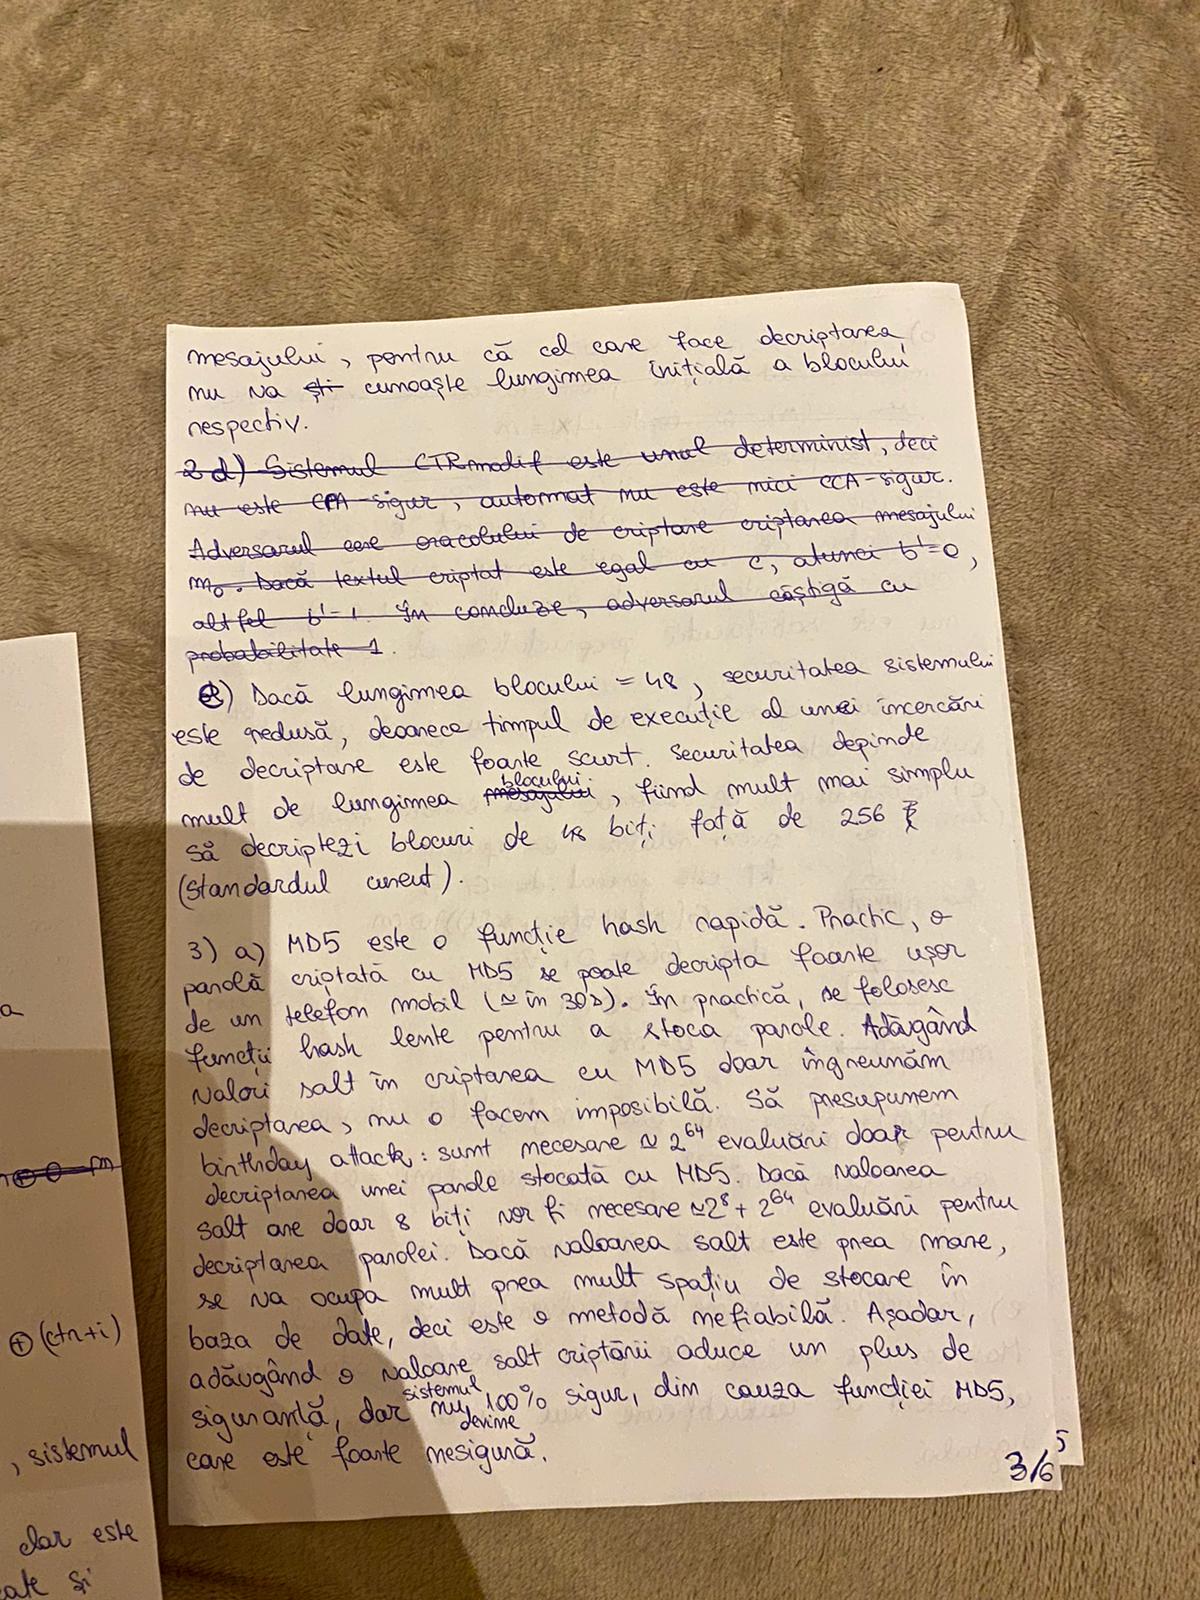 mesajului, pentru că cel care face decriptarea
nu va ști cunoaște lungimea inițială a blocului
respectiv.
2 d) Sistemul CTRmodif este unul determinist, deci
nu este CPA-sigur, automat nu este nici CCA-sigur.
Adversarul cere oracolului de criptare criptarea mesajului
m0. Dacă textul criptat este egal cu c, atunci b'=0,
altfel b'=1. În concluze, adversarul câștigă cu
probabilitate 1.
e) Dacă lungimea blocului = 48, securitatea sistemului
este redusă, deoarece timpul de execuție al unei încercări
de decriptare este foarte scurt. Securitatea depinde
mult de lungimea mesajului blocului, fiind mult mai simplu
să decriptezi blocuri de 48 biți față de 256
(standardul curent).
3) a) MD5 este o funcție hash rapidă. Practic, o
parolă criptată cu MD5 se poate decripta foarte ușor
de un telefon mobil (≃ în 30s). În practică, se folosesc
funcții hash lente pentru a stoca parole. Adăugând
valori salt în criptarea cu MD5 doar îngreunăm
decriptarea, nu o facem imposibilă. Să presupunem
birthday attack: sunt necesare ≃ 2^64 evaluări doar pentru
decriptarea unei parole stocată cu MD5. Dacă valoarea
salt are doar 8 biți vor fi necesare ≃2^8 + 2^64 evaluări pentru
decriptarea parolei. Dacă valoarea salt este prea mare,
se va ocupa mult prea mult spațiu de stocare în
baza de date, deci este o metodă nefiabilă. Așadar,
adăugând o valoare salt criptării aduce un plus de
siguranță, dar sistemul nu devine 100% sigur, din cauza funcției MD5,
care este foarte nesigură.
3/6
5
a
⊕ 0 = m
⊕ (ctr+i)
, sistemul
dar este
ate și